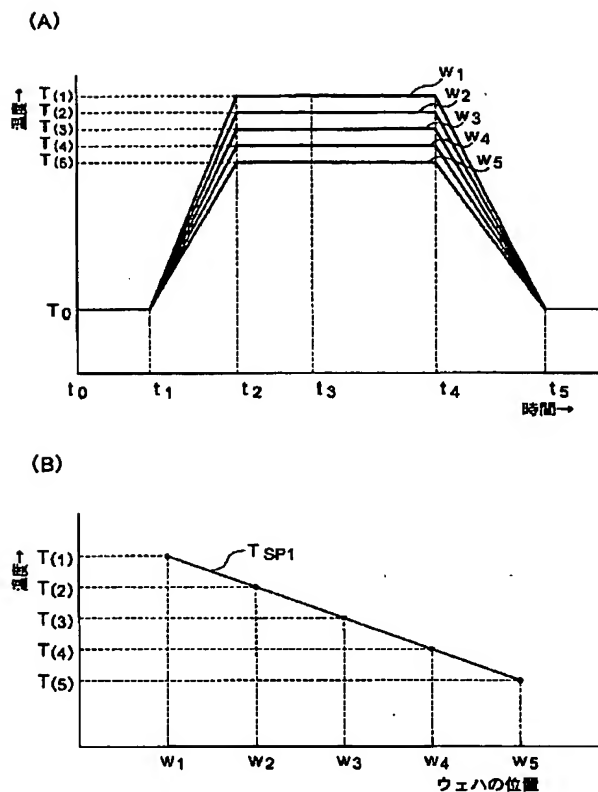 (A)
温度→
T(1)
T(2)
T(3)
T(4)
T(5)
T0
W1
W2
W3
W4
W5
t0 t1 t2 t3 t4 t5
時間→
(B)
温度→
T(1)
T(2)
T(3)
T(4)
T(5)
TSP1
W1 W2 W3 W4 W5
ウェハの位置